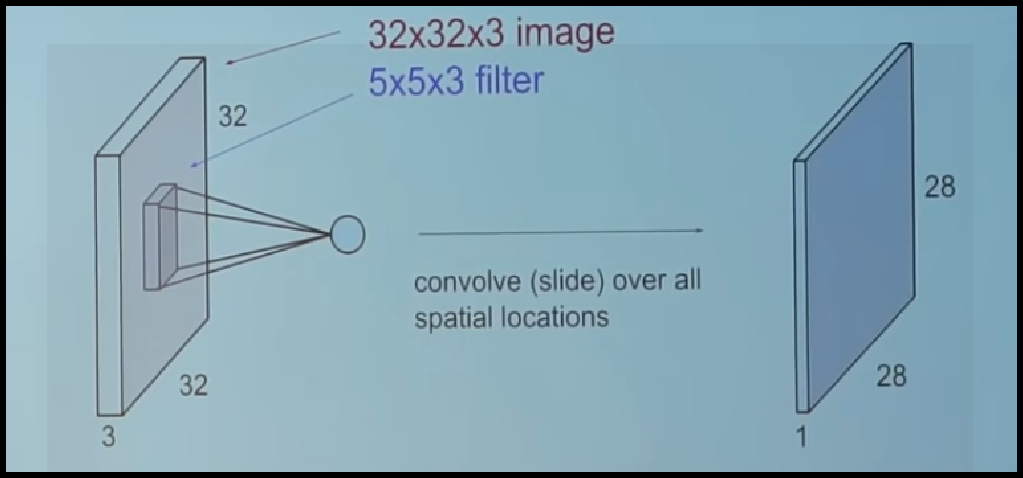 32x32x3 image
5x5x3 filter
32
28
convolve (slide) over all
spatial locations
32
28
3
1